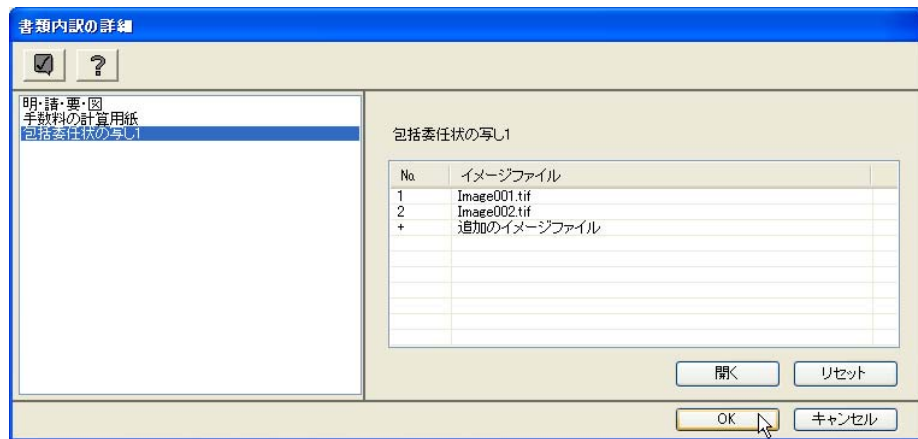 書類内訳の詳細
?
明・請・要・図
手数料の計算用紙
包括委任状の写し1
包括委任状の写し1
No. イメージファイル
1 Image001.tif
2 Image002.tif
+ 追加のイメージファイル
開く リセット
OK キャンセル